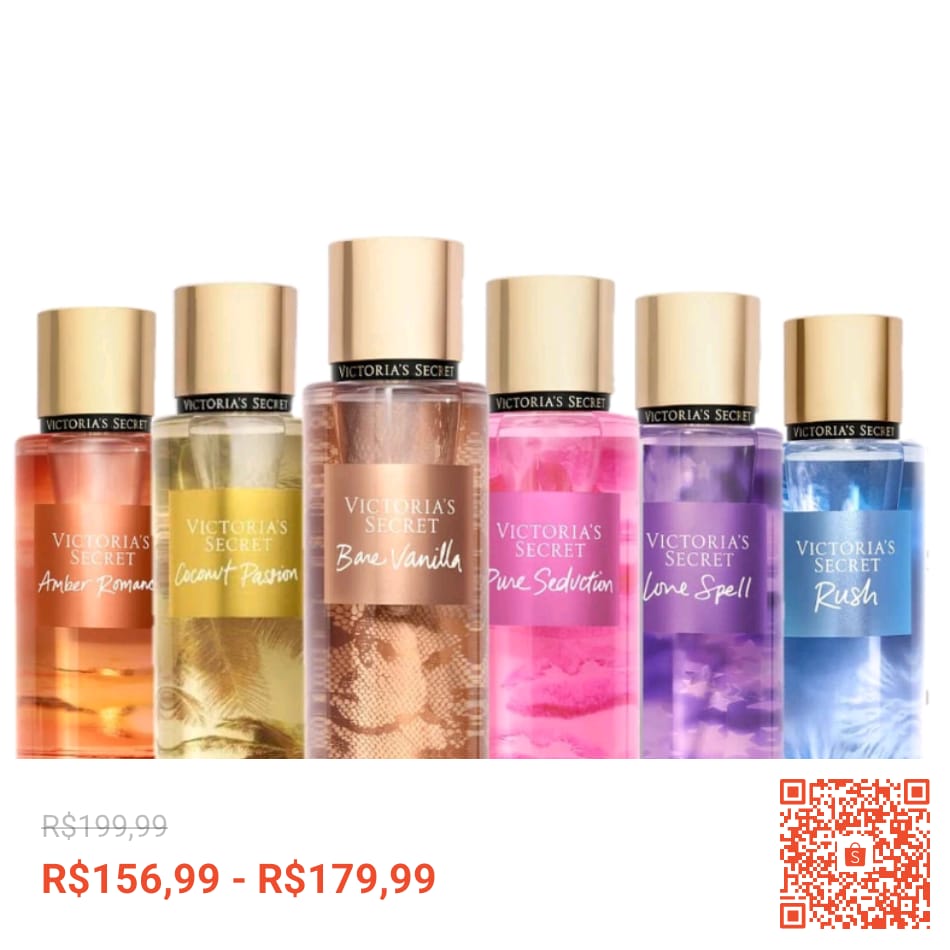 VICTORIA'S SECRET
VICTORIA'S
SECRET
Amber Romanc
VICTORIA'S SECRET
VICTORIA'S
SECRET
Coconut Passion
VICTORIA'S SECRET
VICTORIA'S
SECRET
Bare Vanilla
VICTORIA'S SECRET
VICTORIA'S
SECRET
Pure Seduction
VICTORIA'S SECRET
VICTORIA'S
SECRET
Love Spell
VICTORIA'S SECRET
VICTORIA'S
SECRET
Rush
R$199,99
R$156,99 - R$179,99